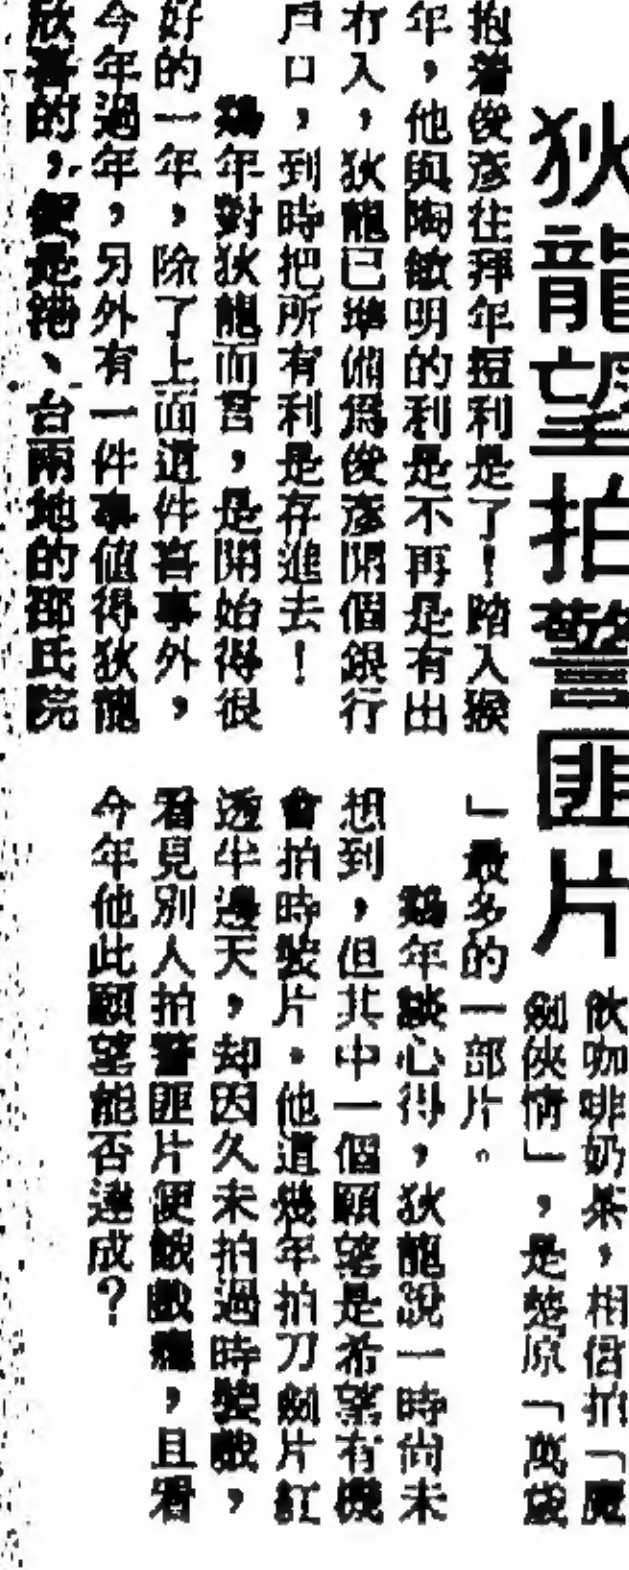 狄龍望拍警匪片
抱着俊彥往拜年逗利是了！踏入猴
年，他與陶敏明的利是不再是有出
冇入，狄龍已準備爲俊彥開個銀行
戶口，到時把所有利是存進去！
鷄年對狄龍而言，是開始得很
好的一年，除了上面這件喜事外，
今年過年，另外有一件事值得狄龍
欣喜的，便是港、台兩地的邵氏院
飲咖啡奶茶，相信拍「魔
劍俠情」，是楚原「萬歲
」最多的一部片。
鷄年談心得，狄龍說一時尚未
想到，但其中一個願望是希望有機
會拍時裝片。他這幾年拍刀劍片紅
透半邊天，却因久未拍過時裝戲，
看見別人拍警匪片便餓戲癮，且看
今年他此願望能否達成？